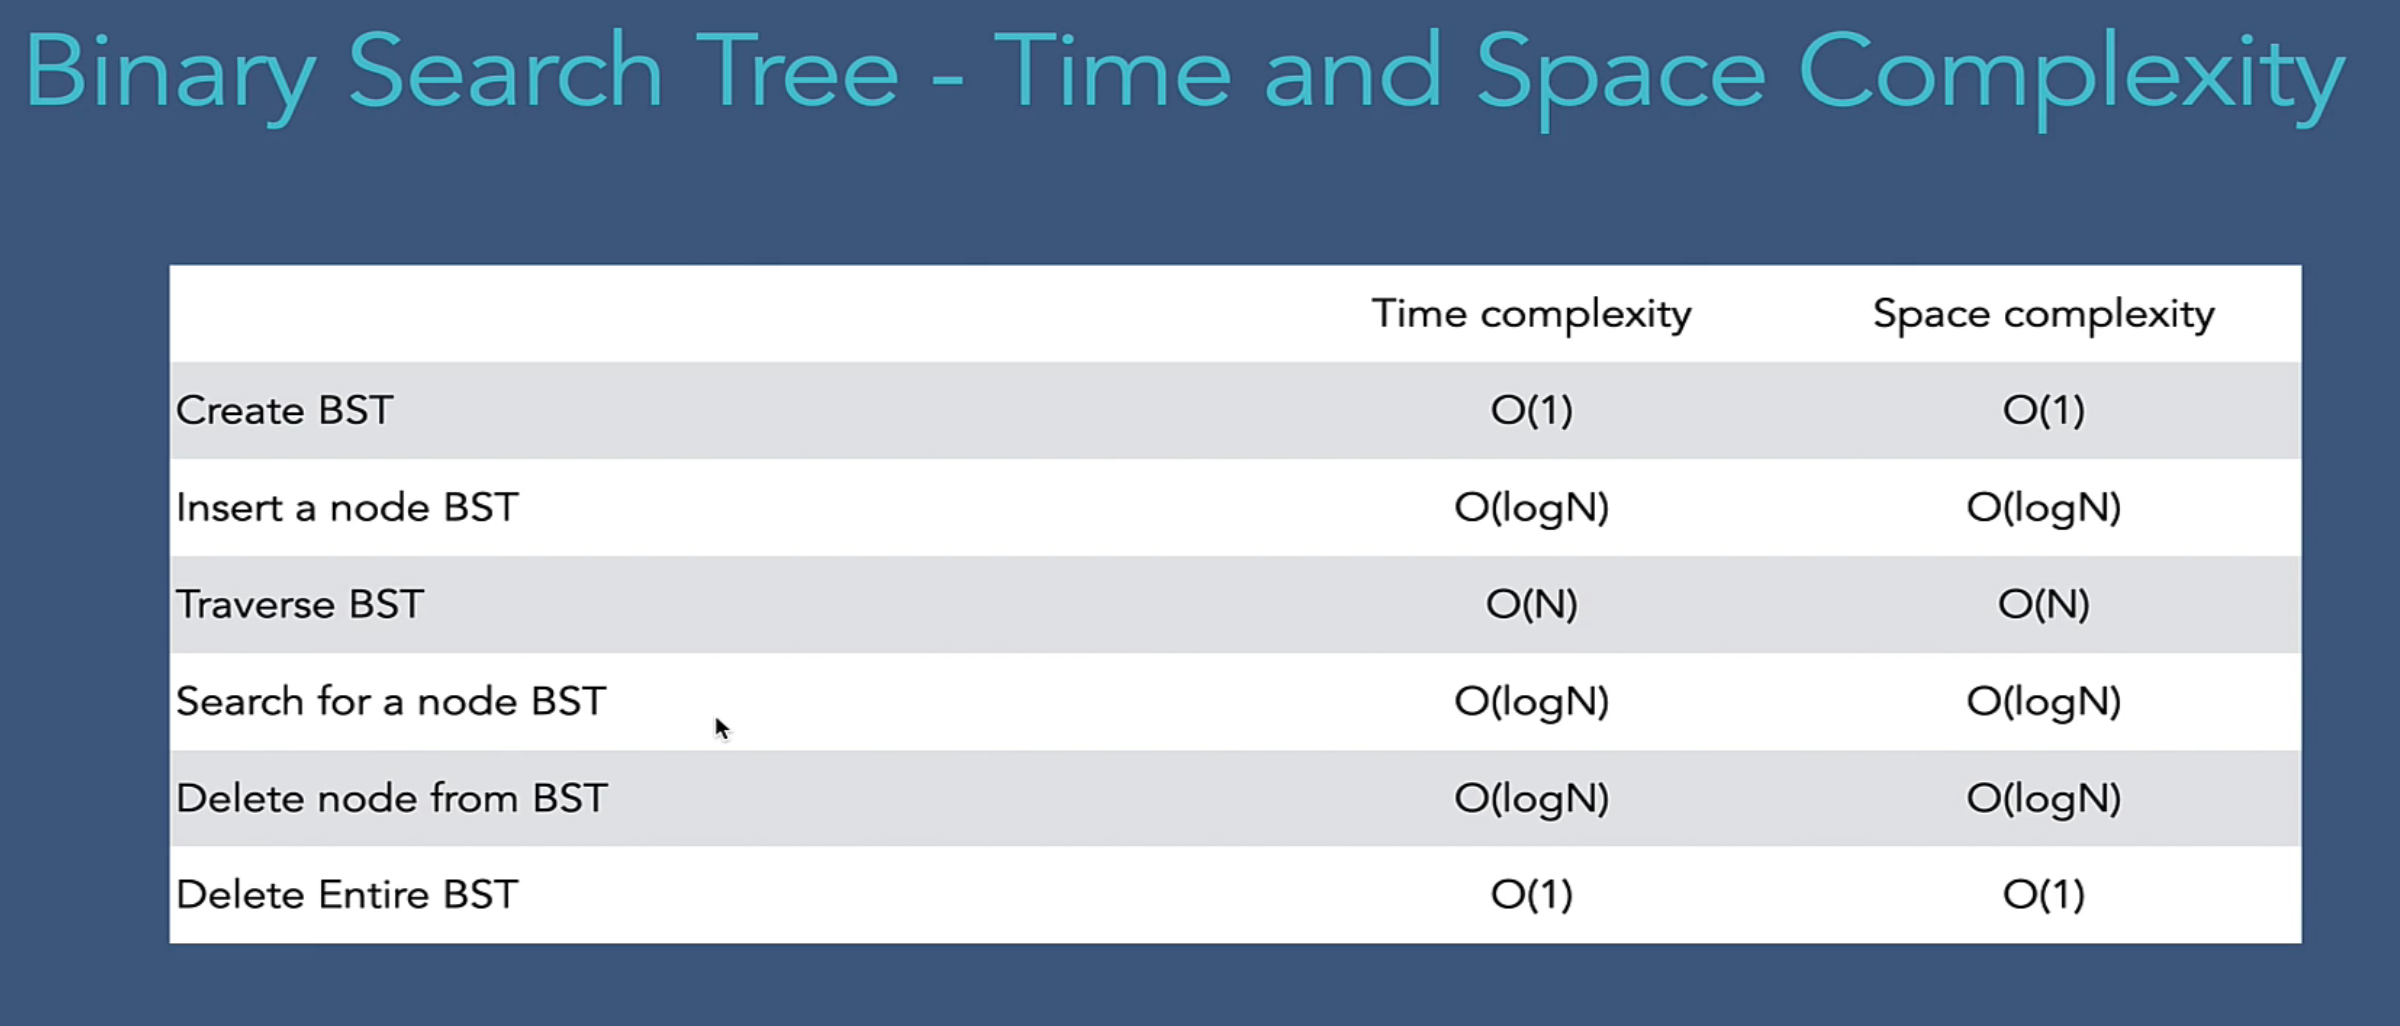 Binary Search Tree - Time and Space Complexity
Time complexity Space complexity
Create BST O(1) O(1)
Insert a node BST O(logN) O(logN)
Traverse BST O(N) O(N)
Search for a node BST O(logN) O(logN)
Delete node from BST O(logN) O(logN)
Delete Entire BST O(1) O(1)